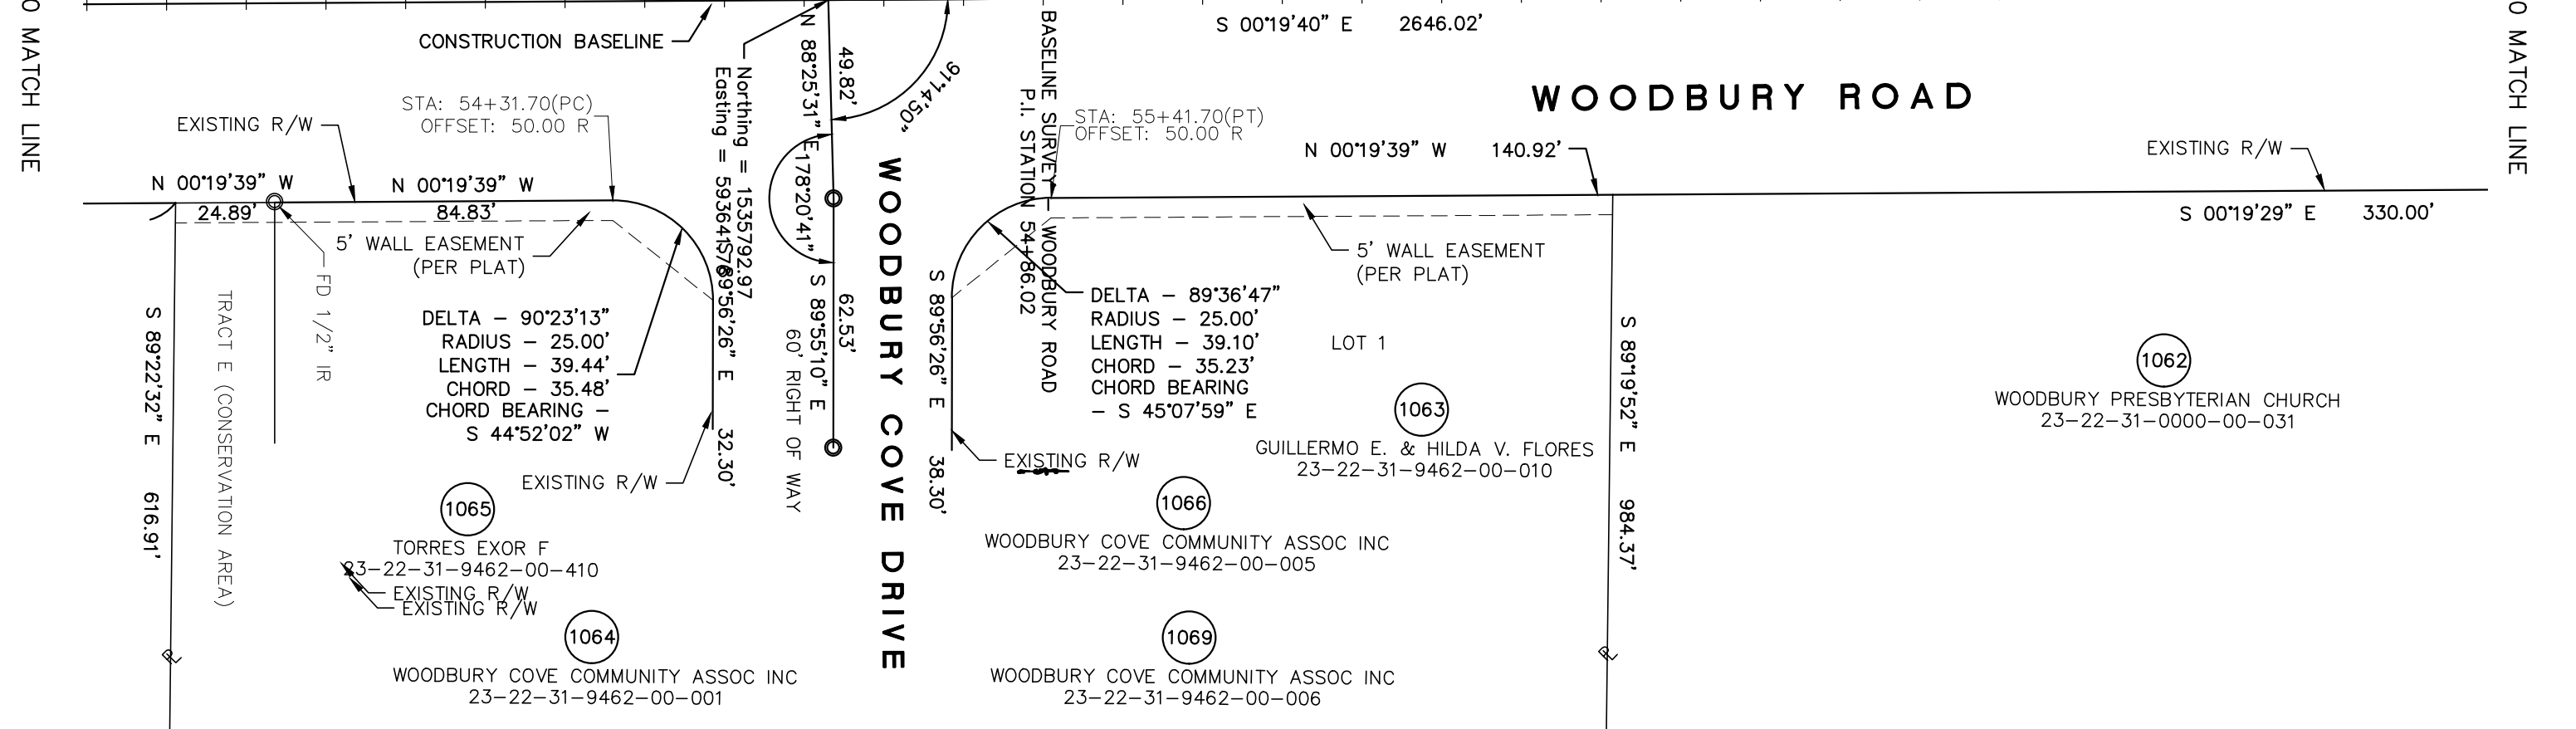 0 MATCH LINE
CONSTRUCTION BASELINE
STA: 54+31.70(PC)
OFFSET: 50.00 R
EXISTING R/W
N 00°19'39" W
24.89'
N 00°19'39" W
84.83'
5' WALL EASEMENT
(PER PLAT)
FD 1/2" IR
TRACT E (CONSERVATION AREA)
S 89°22'32" E 616.91'
DELTA - 90°23'13"
RADIUS - 25.00'
LENGTH - 39.44'
CHORD - 35.48'
CHORD BEARING -
S 44°52'02" W
EXISTING R/W
1065
TORRES EXOR F
23-22-31-9462-00-410
EXISTING R/W
EXISTING R/W
1064
WOODBURY COVE COMMUNITY ASSOC INC
23-22-31-9462-00-001
Northing = 1535792.97
Easting =
89°56'26" E 32.30'
N 88°25'31" E
49.82'
91°14'50"
178°20'41"
S 89°55'10" E
62.53'
60' RIGHT OF WAY
WOODBURY COVE DRIVE
S 89°56'26" E 38.30'
BASELINE SURVEY WOODBURY ROAD
P.I. STATION 54+86.02
STA: 55+41.70(PT)
OFFSET: 50.00 R
S 00°19'40" E 2646.02'
WOODBURY ROAD
N 00°19'39" W 140.92'
EXISTING R/W
S 00°19'29" E 330.00'
5' WALL EASEMENT
(PER PLAT)
DELTA - 89°36'47"
RADIUS - 25.00'
LENGTH - 39.10'
CHORD - 35.23'
CHORD BEARING
- S 45°07'59" E
LOT 1
1063
GUILLERMO E. & HILDA V. FLORES
23-22-31-9462-00-010
EXISTING R/W
1066
WOODBURY COVE COMMUNITY ASSOC INC
23-22-31-9462-00-005
1069
WOODBURY COVE COMMUNITY ASSOC INC
23-22-31-9462-00-006
S 89°19'52" E 984.37'
1062
WOODBURY PRESBYTERIAN CHURCH
23-22-31-0000-00-031
0 MATCH LINE